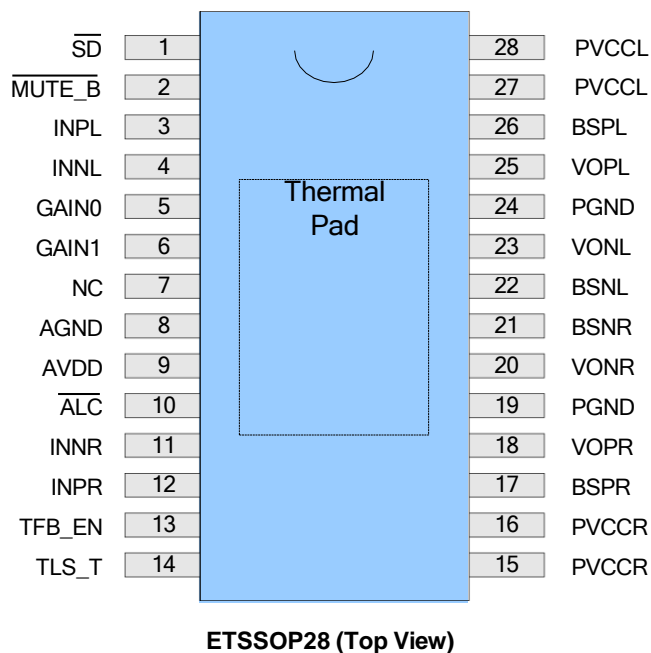 SD 1 28 PVCCL
MUTE_B 2 27 PVCCL
INPL 3 26 BSPL
INNL 4 25 VOPL
Thermal
Pad
GAIN0 5 24 PGND
GAIN1 6 23 VONL
NC 7 22 BSNL
AGND 8 21 BSNR
AVDD 9 20 VONR
ALC 10 19 PGND
INNR 11 18 VOPR
INPR 12 17 BSPR
TFB_EN 13 16 PVCCR
TLS_T 14 15 PVCCR
ETSSOP28 (Top View)